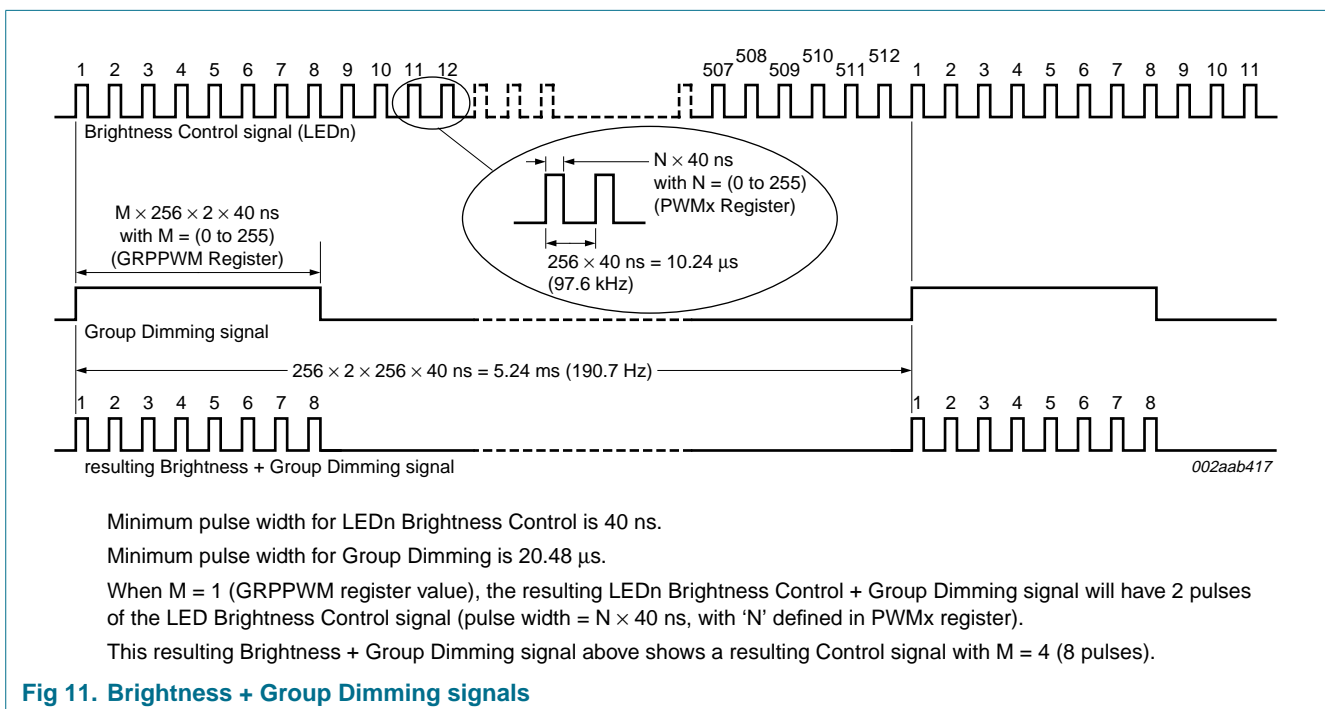 1 2 3 4 5 6 7 8 9 10 11 12 507 508 509 510 511 512 1 2 3 4 5 6 7 8 9 10 11
Brightness Control signal (LEDn)
N × 40 ns
with N = (0 to 255)
(PWMx Register)
256 × 40 ns = 10.24 μs
(97.6 kHz)
M × 256 × 2 × 40 ns
with M = (0 to 255)
(GRPPWM Register)
Group Dimming signal
256 × 2 × 256 × 40 ns = 5.24 ms (190.7 Hz)
1 2 3 4 5 6 7 8 1 2 3 4 5 6 7 8
resulting Brightness + Group Dimming signal
002aab417
Minimum pulse width for LEDn Brightness Control is 40 ns.
Minimum pulse width for Group Dimming is 20.48 μs.
When M = 1 (GRPPWM register value), the resulting LEDn Brightness Control + Group Dimming signal will have 2 pulses
of the LED Brightness Control signal (pulse width = N × 40 ns, with ‘N’ defined in PWMx register).
This resulting Brightness + Group Dimming signal above shows a resulting Control signal with M = 4 (8 pulses).
Fig 11. Brightness + Group Dimming signals